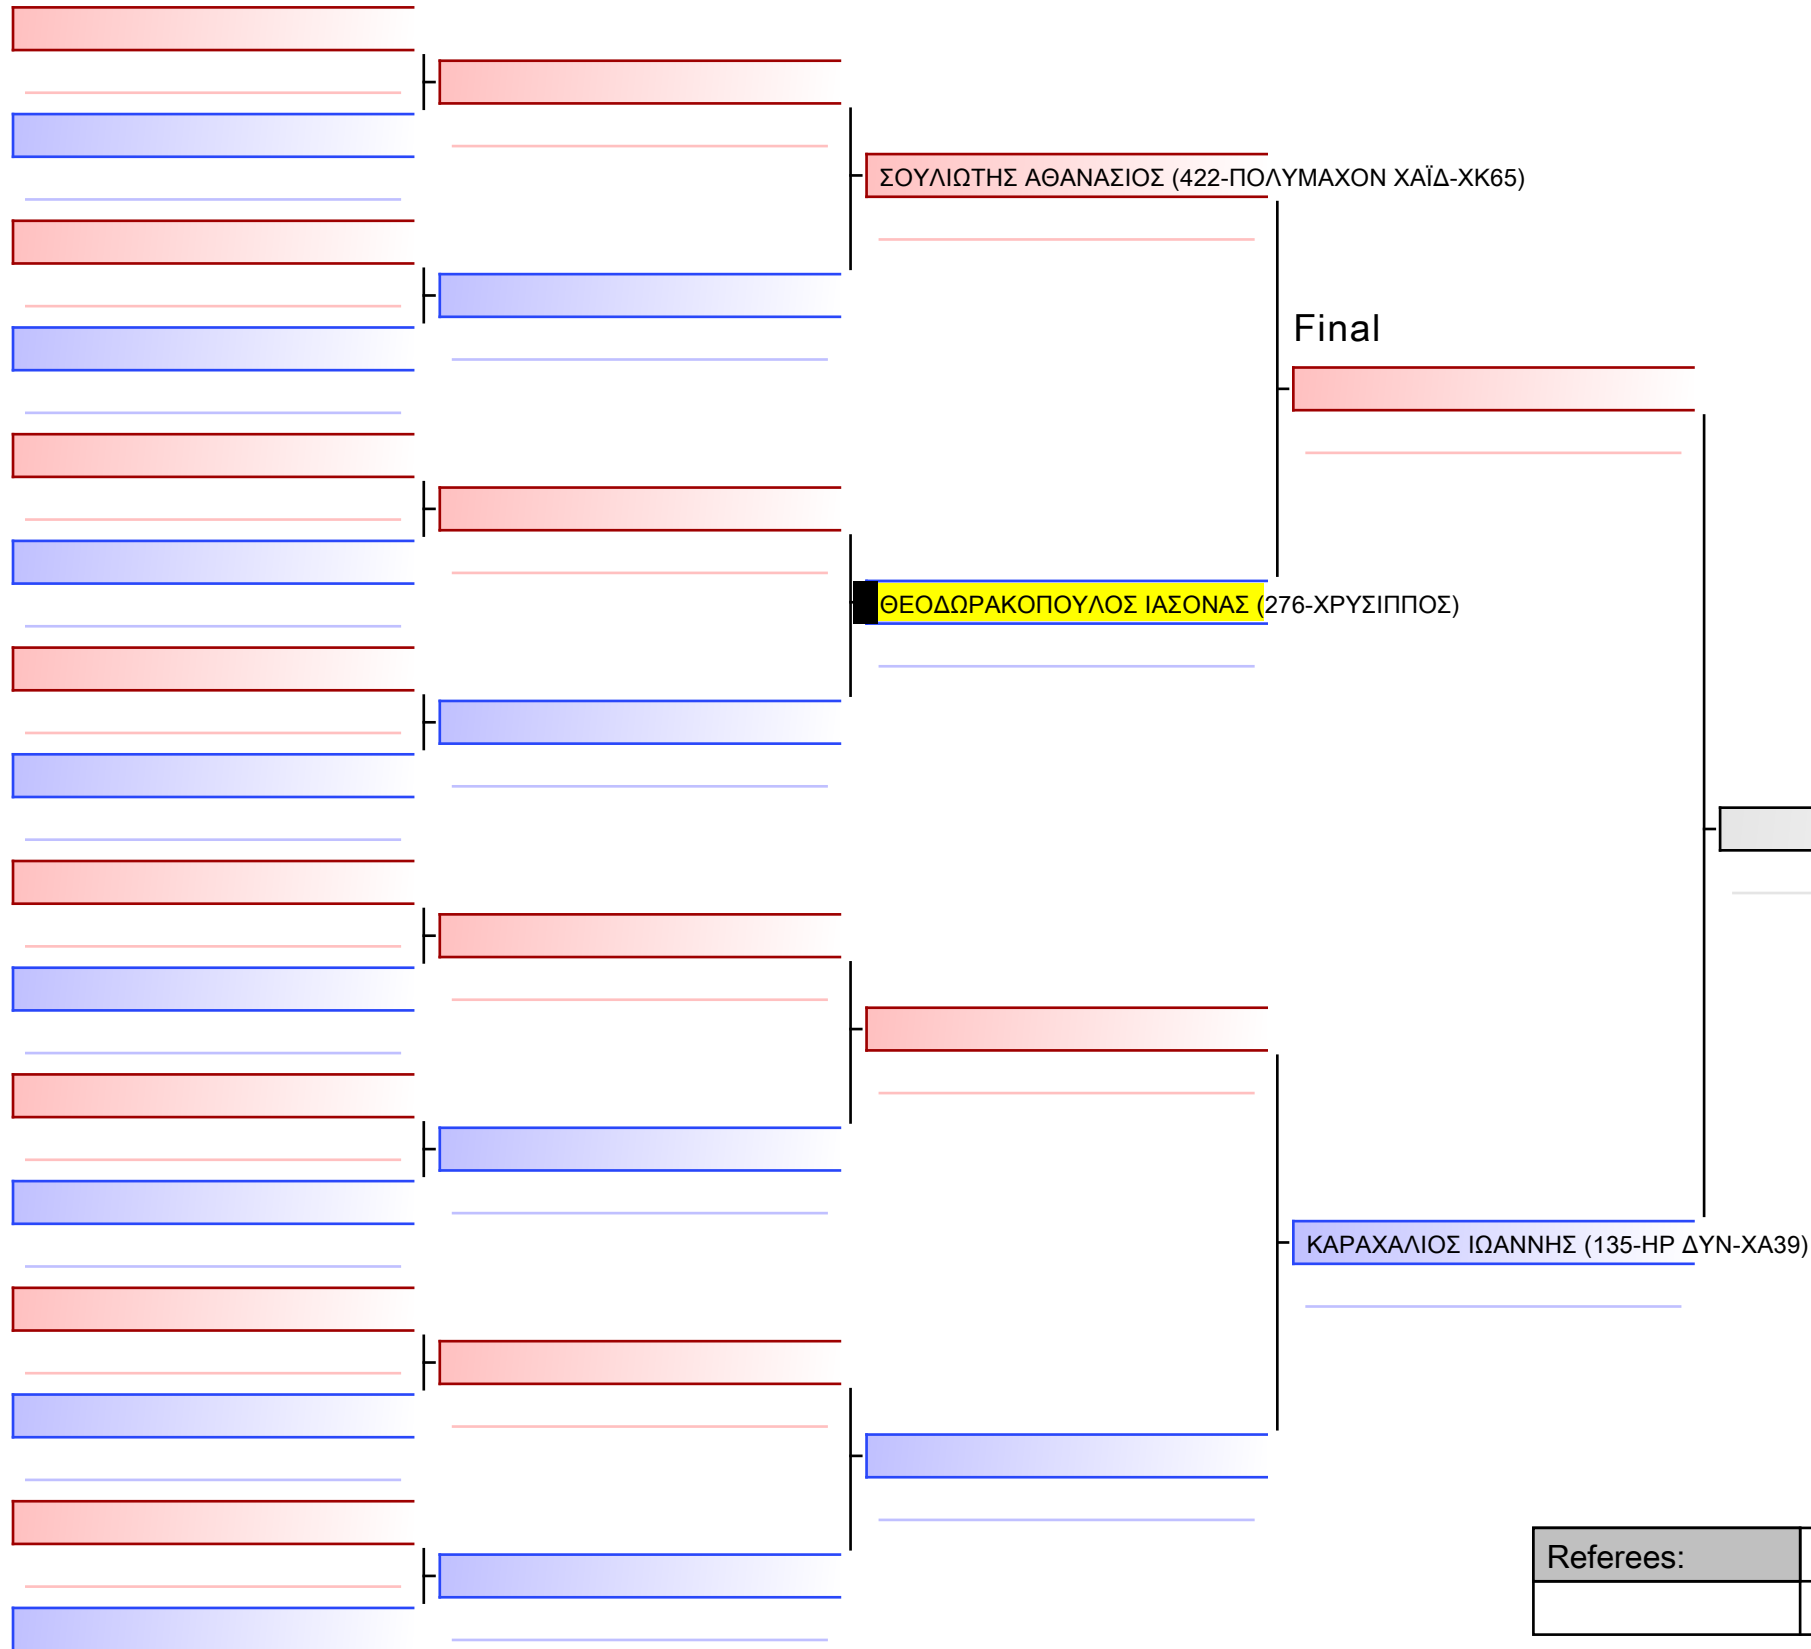 ΣΟΥΛΙΩΤΗΣ ΑΘΑΝΑΣΙΟΣ (422-ΠΟΛΥΜΑΧΟΝ ΧΑΪΔ-ΧΚ65)
Final
ΘΕΟΔΩΡΑΚΟΠΟΥΛΟΣ ΙΑΣΟΝΑΣ (276-ΧΡΥΣΙΠΠΟΣ)
ΚΑΡΑΧΑΛΙΟΣ ΙΩΑΝΝΗΣ (135-ΗΡ ΔΥΝ-ΧΑ39)
Referees: